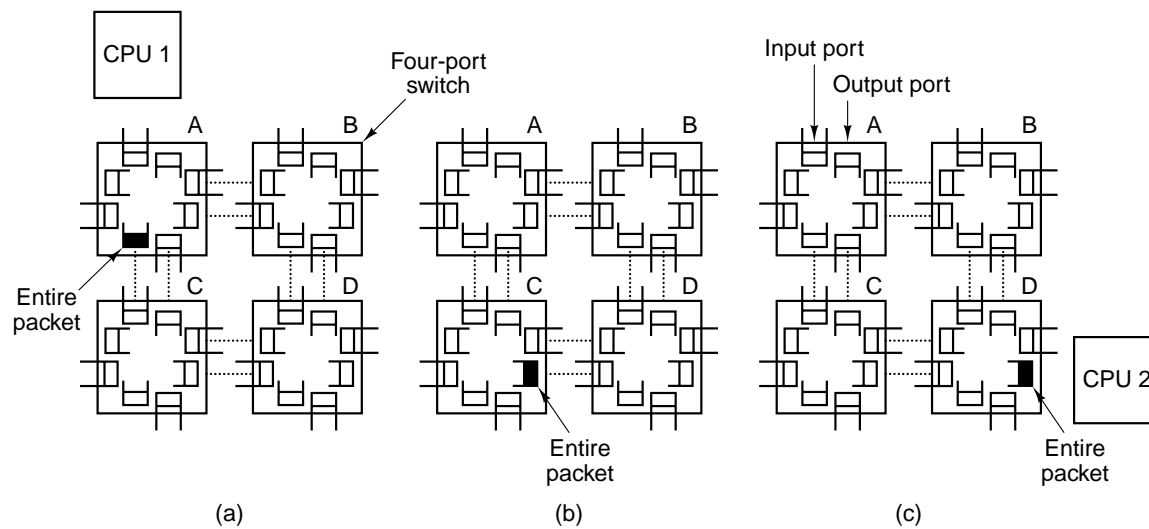 CPU 1
Four-port
switch
Input port
Output port
A
B
A
B
A
B
Entire
packet
C
D
C
D
C
D
CPU 2
Entire
packet
Entire
packet
(a)
(b)
(c)